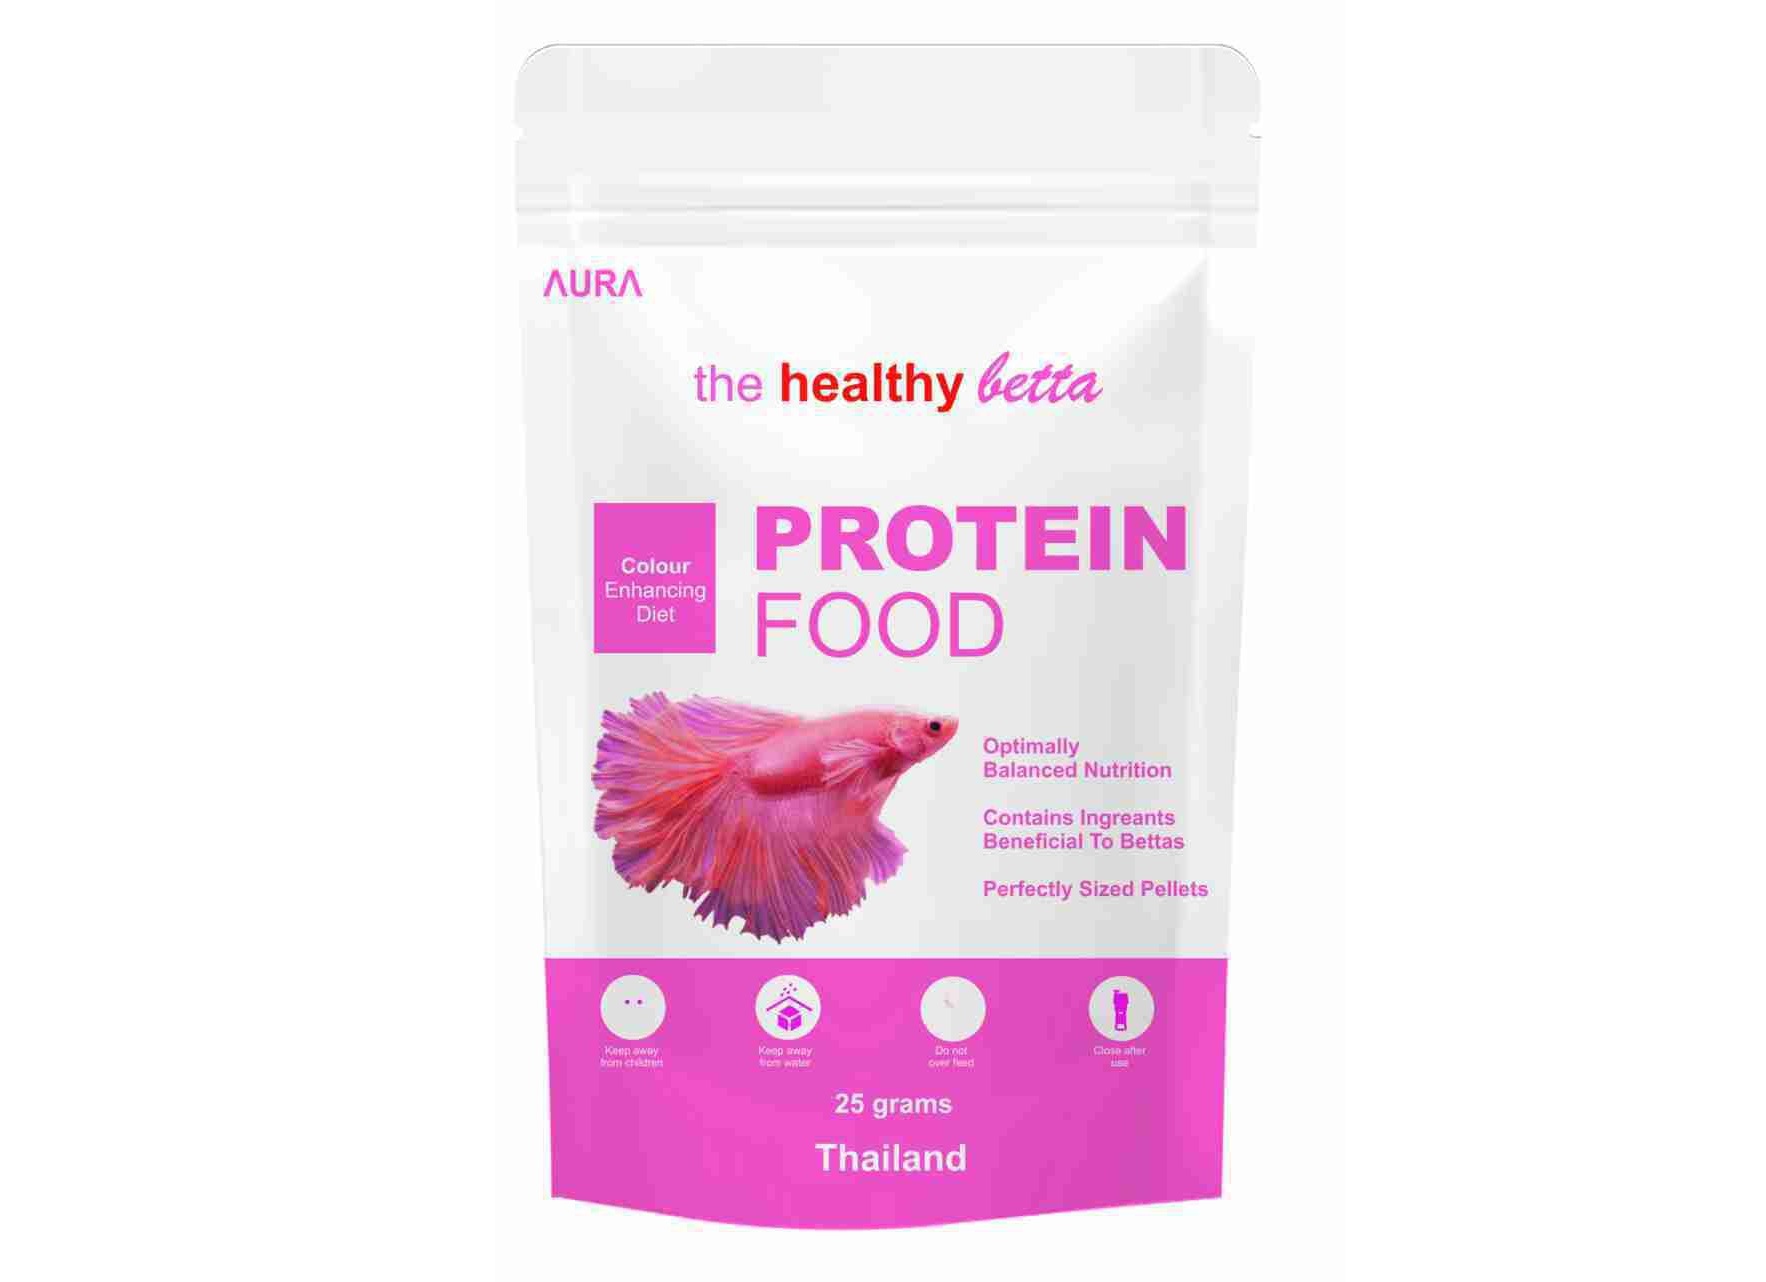 AURA
the healthy betta
Colour
Enhancing
Diet
PROTEIN
FOOD
Optimally
Balanced Nutrition
Contains Ingreants
Beneficial To Bettas
Perfectly Sized Pellets
Keep away
from children
Keep away
from water
Do not
over feed
Close after
use
25 grams
Thailand